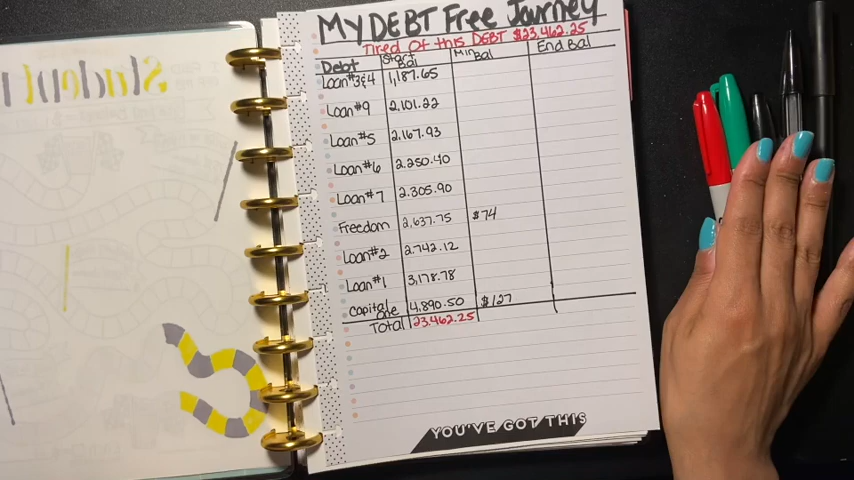 MY DEBT Free Journey
Tired Of this DEBT $23,462.25
Debt Start Bal Min Bal End Bal
Loan#3&4 1,187.65
Loan#9 2,101.22
Loan#5 2,167.93
Loan#6 2,250.40
Loan#7 2,305.90
Freedom 2,637.75 $74
Loan#2 2,742.12
Loan#1 3,178.78
Capital one 4,890.50 $127
Total 23,462.25
YOU'VE GOT THIS